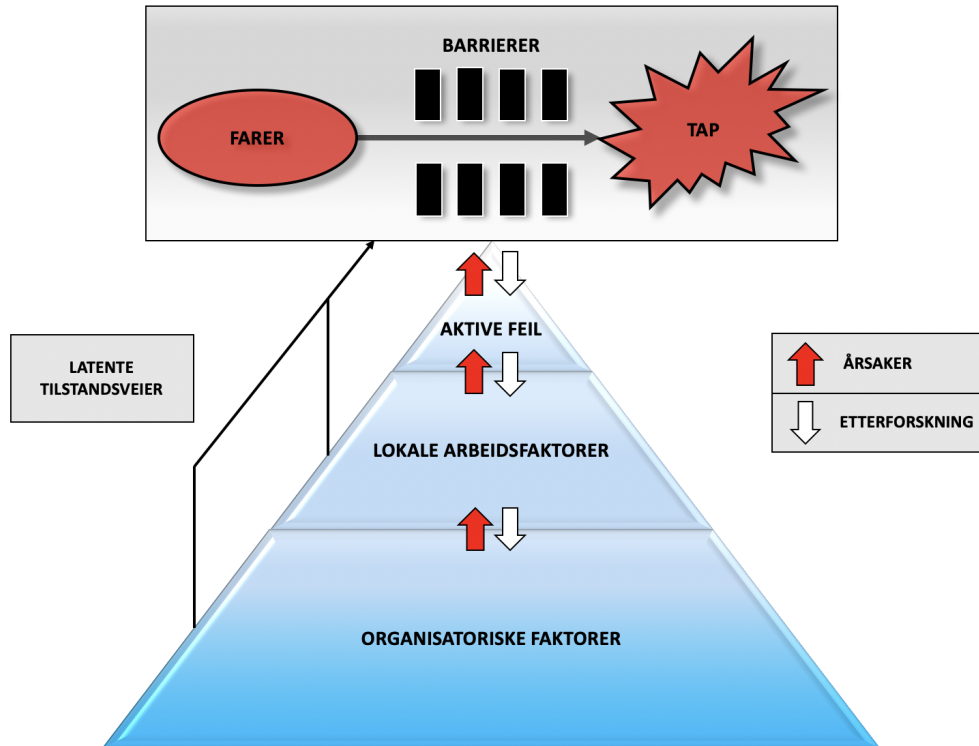 BARRIERER
FARER
TAP
AKTIVE FEIL
LATENTE
TILSTANDSVEIER
ÅRSAKER
ETTERFORSKNING
LOKALE ARBEIDSFAKTORER
ORGANISATORISKE FAKTORER